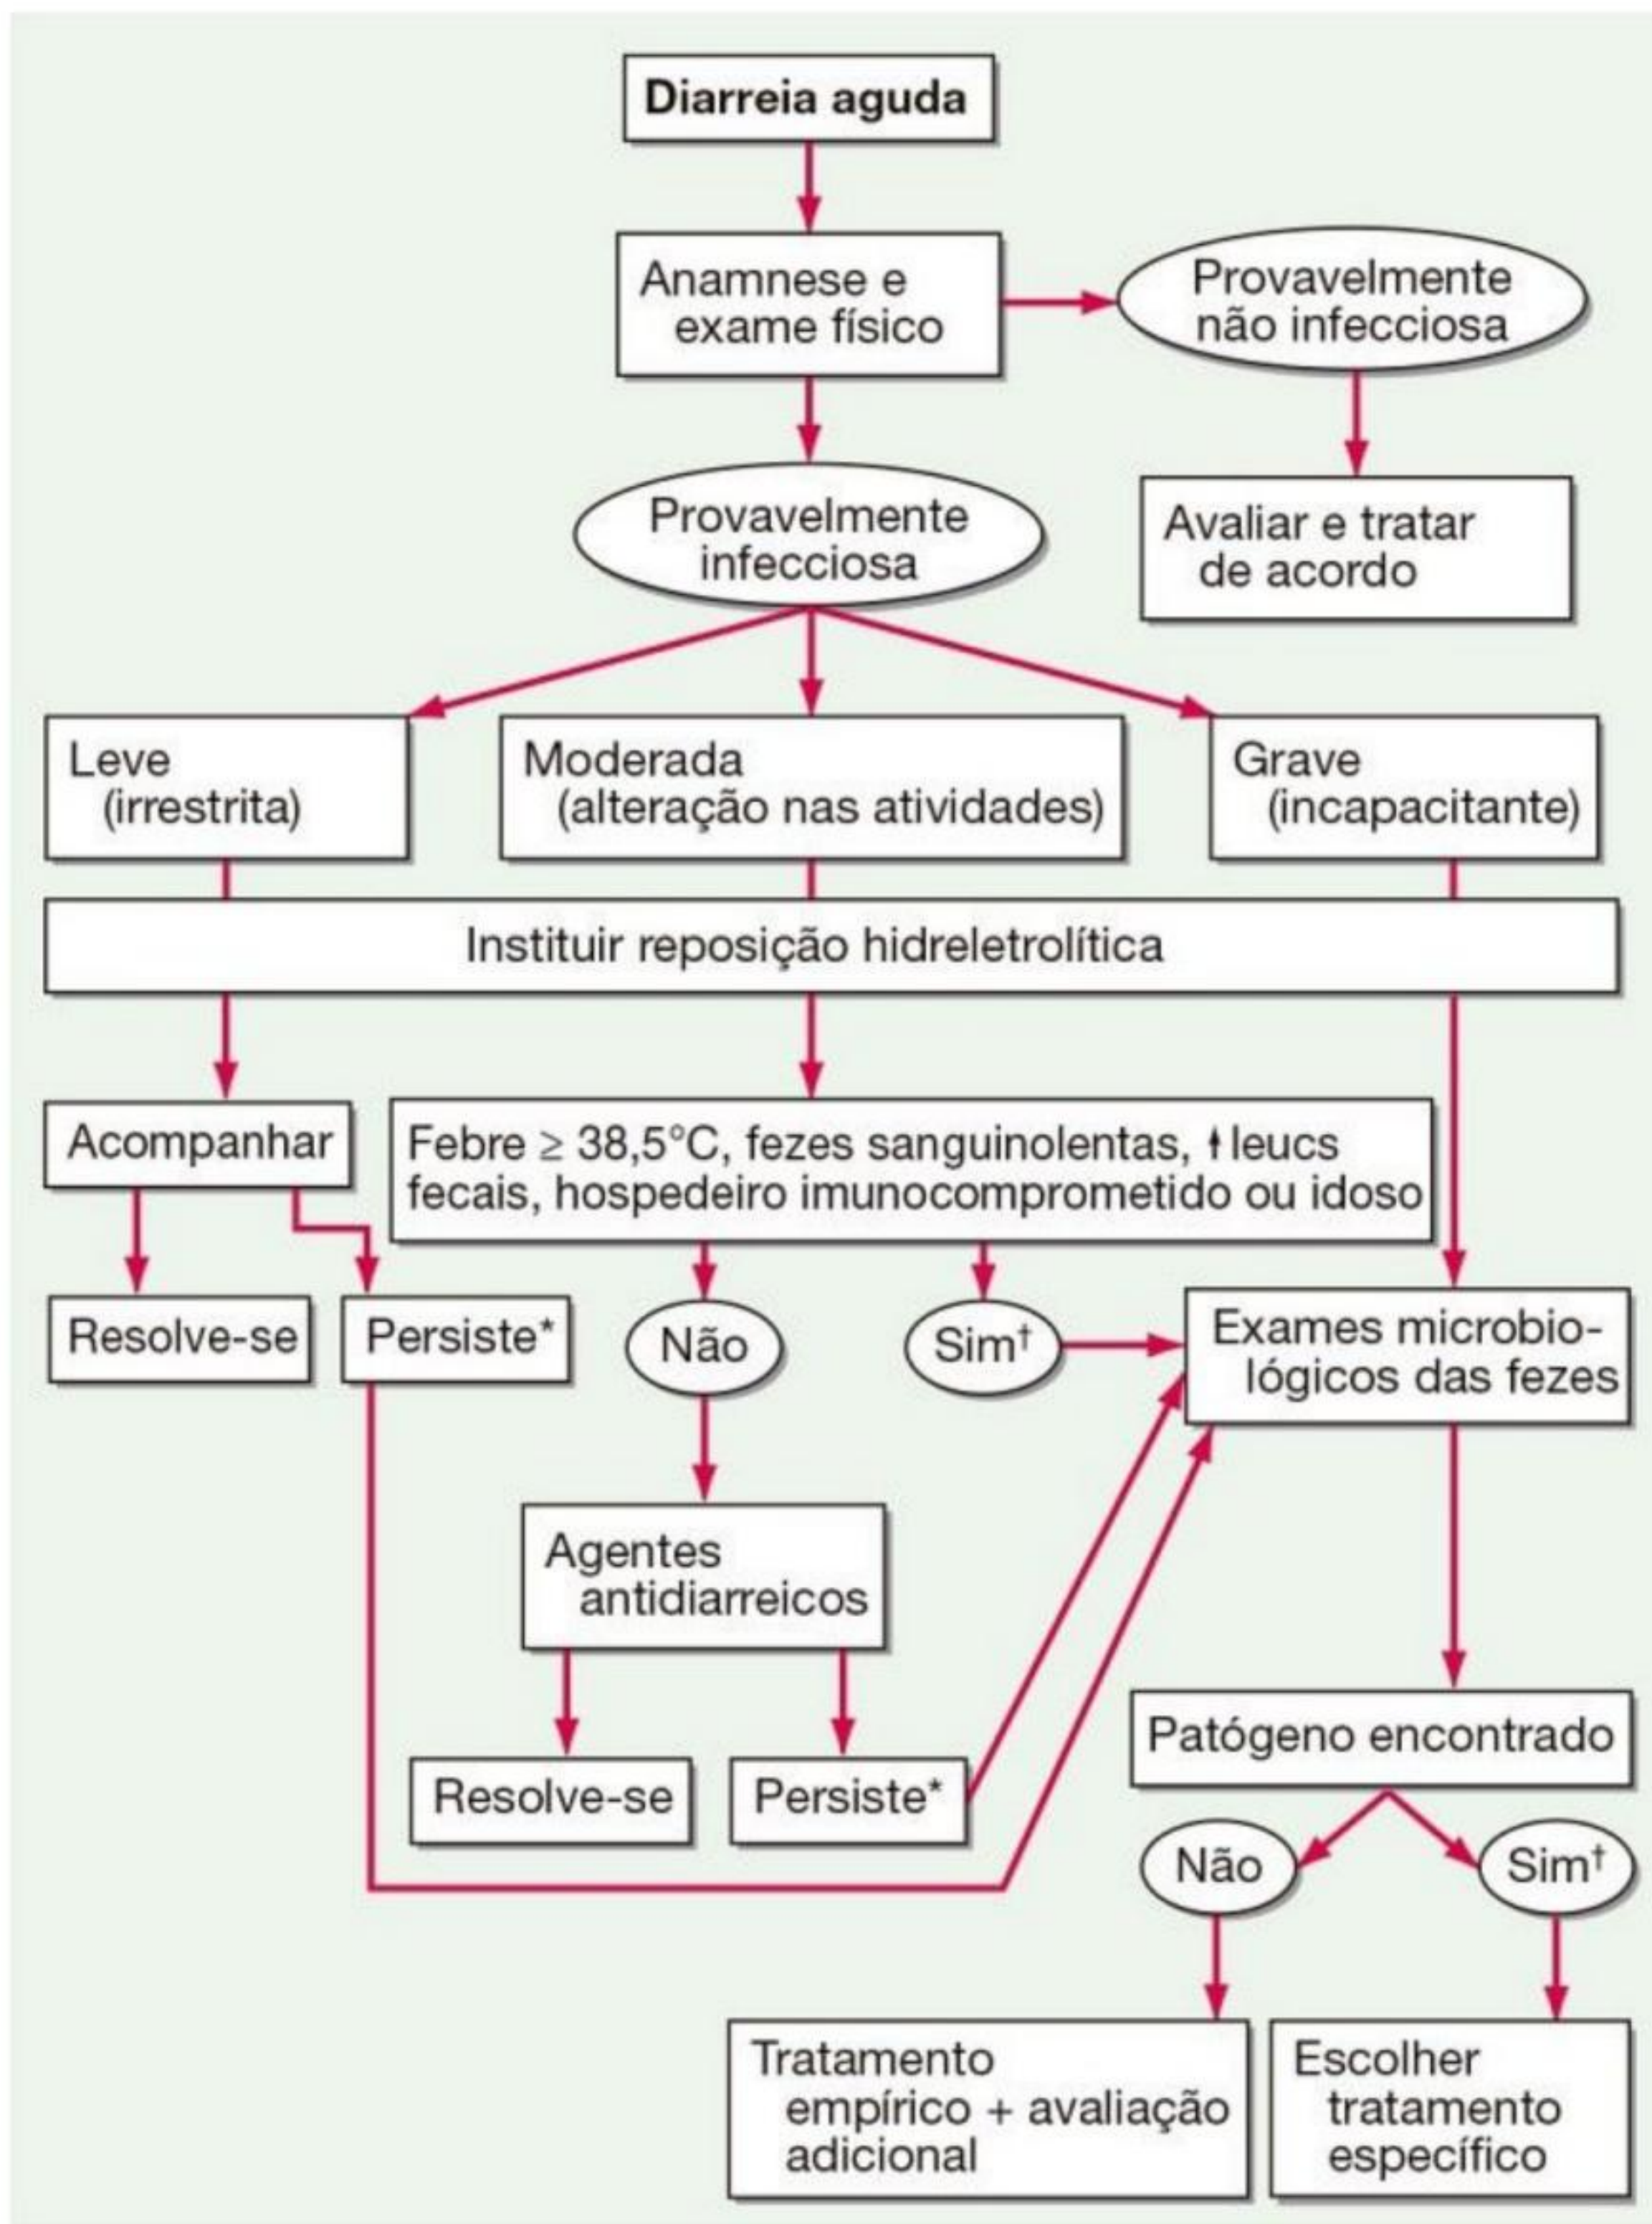 Diarreia aguda
Anamnese e
exame físico
Provavelmente
não infecciosa
Provavelmente
infecciosa
Avaliar e tratar
de acordo
Leve
(irrestrita)
Moderada
(alteração nas atividades)
Grave
(incapacitante)
Instituir reposição hidreletrolítica
Acompanhar
Febre ≥ 38,5°C, fezes sanguinolentas, ⬆leucs
fecais, hospedeiro imunocomprometido ou idoso
Resolve-se
Persiste*
Não
Sim†
Exames microbio-
lógicos das fezes
Agentes
antidiarreicos
Resolve-se
Persiste*
Patógeno encontrado
Não
Sim†
Tratamento
empírico + avaliação
adicional
Escolher
tratamento
específico